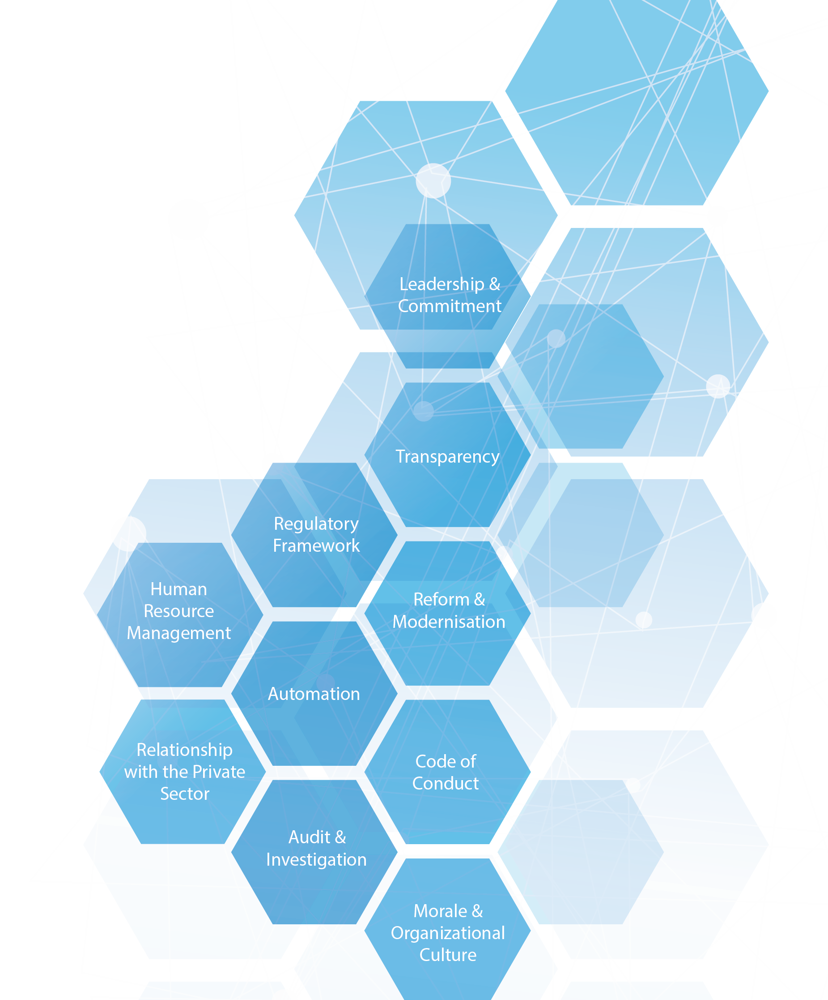 Leadership &
Commitment
Transparency
Regulatory
Framework
Human
Resource
Management
Reform &
Modernisation
Automation
Relationship
with the Private
Sector
Code of
Conduct
Audit &
Investigation
Morale &
Organizational
Culture